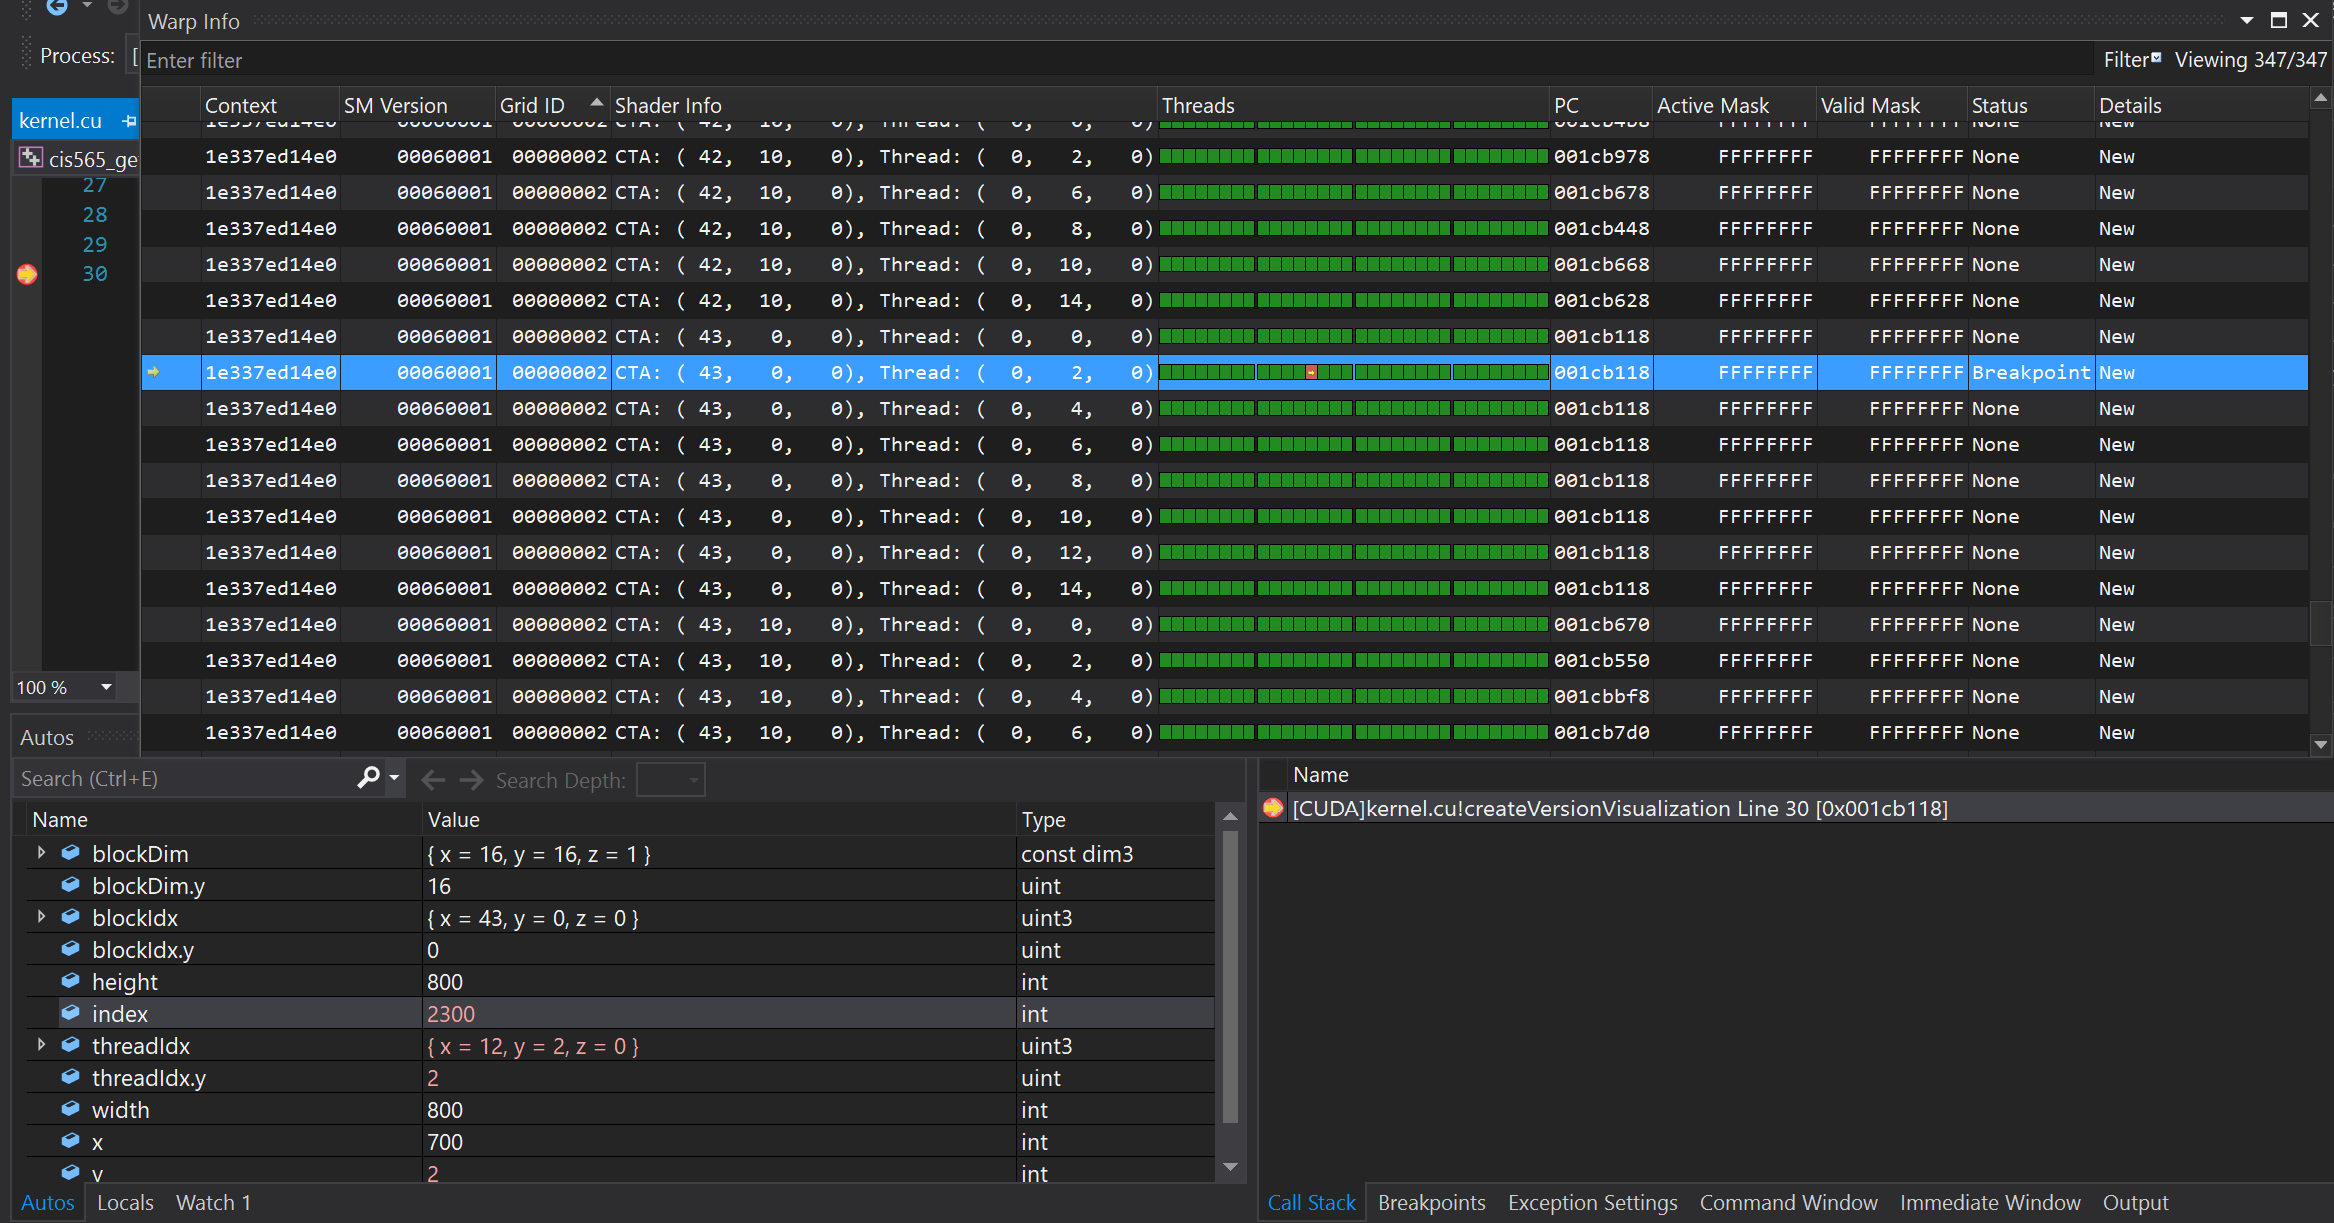 Warp Info
Process: [
Enter filter
Filter Viewing 347/347
Context SM Version Grid ID Shader Info Threads PC Active Mask Valid Mask Status Details
kernel.cu
cis565_ge
27
28
29
30
100 %
1e337ed14e0 00060001 00000002 CTA: ( 42, 10, 0), Thread: ( 0, 2, 0) 001cb978 FFFFFFFF FFFFFFFF None New
1e337ed14e0 00060001 00000002 CTA: ( 42, 10, 0), Thread: ( 0, 6, 0) 001cb678 FFFFFFFF FFFFFFFF None New
1e337ed14e0 00060001 00000002 CTA: ( 42, 10, 0), Thread: ( 0, 8, 0) 001cb448 FFFFFFFF FFFFFFFF None New
1e337ed14e0 00060001 00000002 CTA: ( 42, 10, 0), Thread: ( 0, 10, 0) 001cb668 FFFFFFFF FFFFFFFF None New
1e337ed14e0 00060001 00000002 CTA: ( 42, 10, 0), Thread: ( 0, 14, 0) 001cb628 FFFFFFFF FFFFFFFF None New
1e337ed14e0 00060001 00000002 CTA: ( 43, 0, 0), Thread: ( 0, 0, 0) 001cb118 FFFFFFFF FFFFFFFF None New
1e337ed14e0 00060001 00000002 CTA: ( 43, 0, 0), Thread: ( 0, 2, 0) 001cb118 FFFFFFFF FFFFFFFF Breakpoint New
1e337ed14e0 00060001 00000002 CTA: ( 43, 0, 0), Thread: ( 0, 4, 0) 001cb118 FFFFFFFF FFFFFFFF None New
1e337ed14e0 00060001 00000002 CTA: ( 43, 0, 0), Thread: ( 0, 6, 0) 001cb118 FFFFFFFF FFFFFFFF None New
1e337ed14e0 00060001 00000002 CTA: ( 43, 0, 0), Thread: ( 0, 8, 0) 001cb118 FFFFFFFF FFFFFFFF None New
1e337ed14e0 00060001 00000002 CTA: ( 43, 0, 0), Thread: ( 0, 10, 0) 001cb118 FFFFFFFF FFFFFFFF None New
1e337ed14e0 00060001 00000002 CTA: ( 43, 0, 0), Thread: ( 0, 12, 0) 001cb118 FFFFFFFF FFFFFFFF None New
1e337ed14e0 00060001 00000002 CTA: ( 43, 0, 0), Thread: ( 0, 14, 0) 001cb118 FFFFFFFF FFFFFFFF None New
1e337ed14e0 00060001 00000002 CTA: ( 43, 10, 0), Thread: ( 0, 0, 0) 001cb670 FFFFFFFF FFFFFFFF None New
1e337ed14e0 00060001 00000002 CTA: ( 43, 10, 0), Thread: ( 0, 2, 0) 001cb550 FFFFFFFF FFFFFFFF None New
1e337ed14e0 00060001 00000002 CTA: ( 43, 10, 0), Thread: ( 0, 4, 0) 001cbbf8 FFFFFFFF FFFFFFFF None New
1e337ed14e0 00060001 00000002 CTA: ( 43, 10, 0), Thread: ( 0, 6, 0) 001cb7d0 FFFFFFFF FFFFFFFF None New
Autos
Search (Ctrl+E) Search Depth:
Name Value Type
blockDim { x = 16, y = 16, z = 1 } const dim3
blockDim.y 16 uint
blockIdx { x = 43, y = 0, z = 0 } uint3
blockIdx.y 0 uint
height 800 int
index 2300 int
threadIdx { x = 12, y = 2, z = 0 } uint3
threadIdx.y 2 uint
width 800 int
x 700 int
y 2 int
Autos Locals Watch 1
Name
[CUDA]kernel.cu!createVersionVisualization Line 30 [0x001cb118]
Call Stack Breakpoints Exception Settings Command Window Immediate Window Output